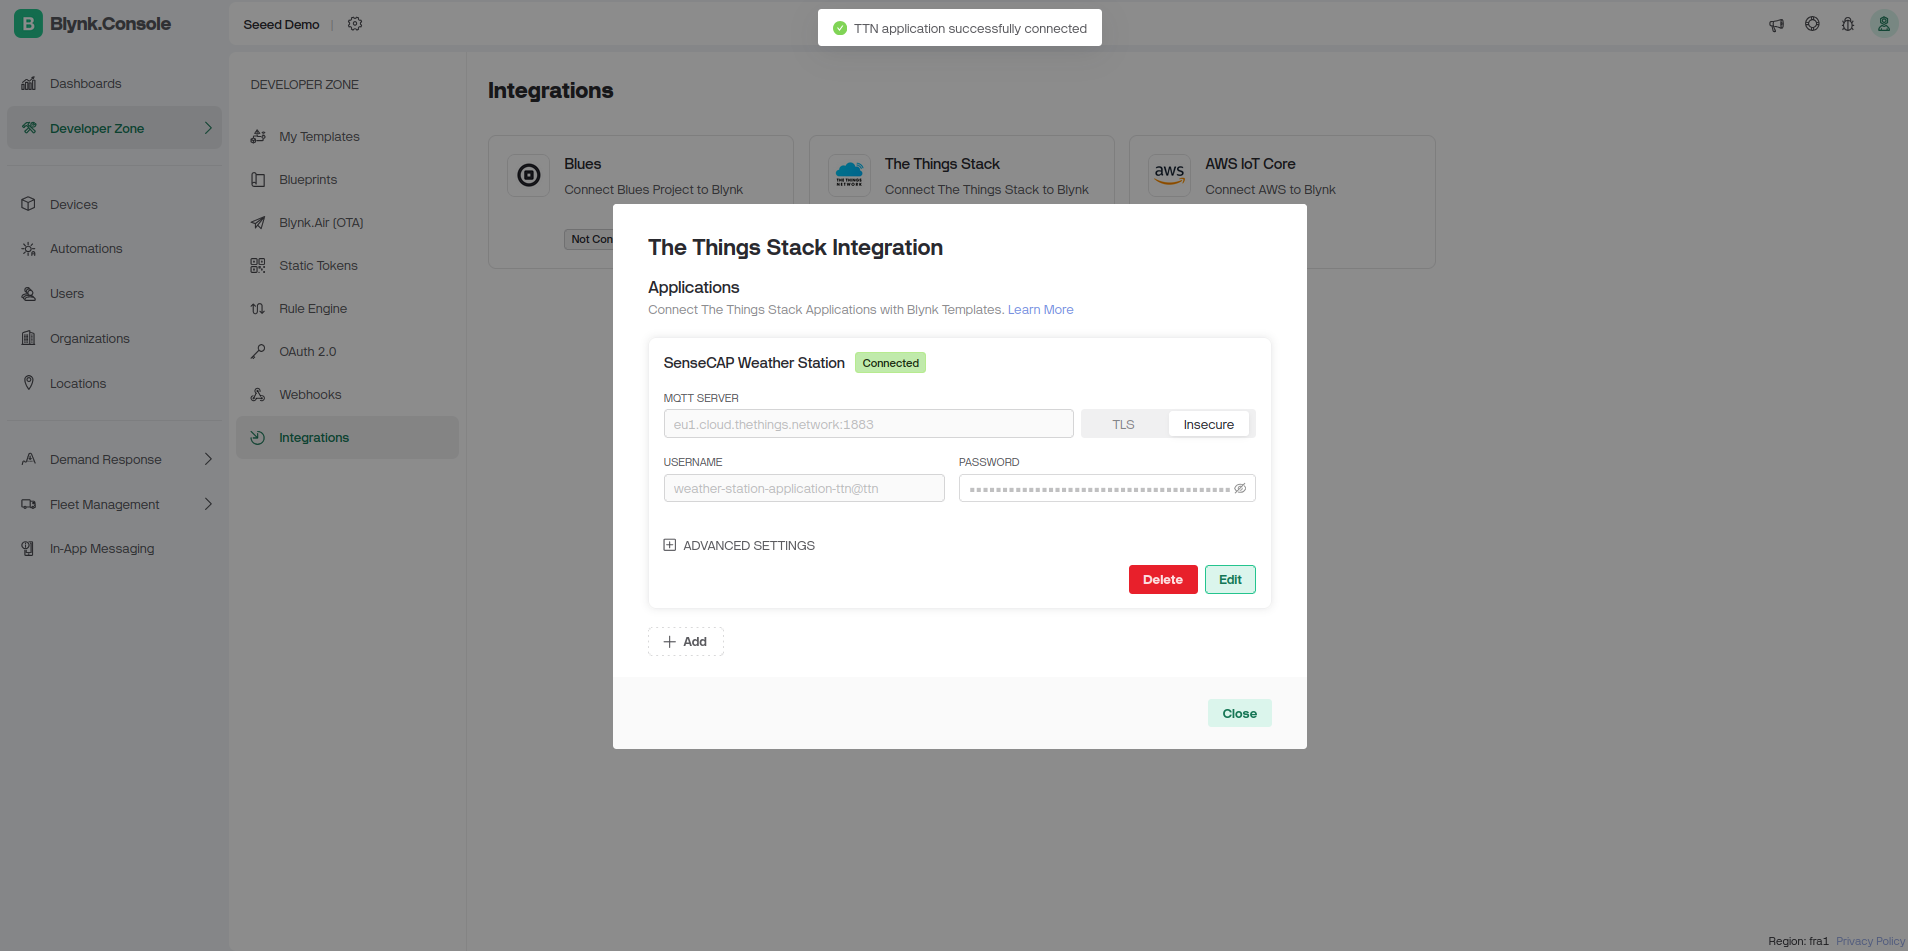 B Blynk.Console
Dashboards
Developer Zone
Devices
Automations
Users
Organizations
Locations
Demand Response
Fleet Management
In-App Messaging
Seeed Demo
TTN application successfully connected
DEVELOPER ZONE
My Templates
Blueprints
Blynk.Air (OTA)
Static Tokens
Rule Engine
OAuth 2.0
Webhooks
Integrations
Integrations
Blues
Connect Blues Project to Blynk
Not Con
THE THINGS
NETWORK
The Things Stack
Connect The Things Stack to Blynk
aws
AWS IoT Core
Connect AWS to Blynk
The Things Stack Integration
Applications
Connect The Things Stack Applications with Blynk Templates. Learn More
SenseCAP Weather Station Connected
MQTT SERVER
eu1.cloud.thethings.network:1883 TLS Insecure
USERNAME PASSWORD
weather-station-application-ttn@ttn
ADVANCED SETTINGS
Delete Edit
Add
Close
Region: fra1 Privacy Policy